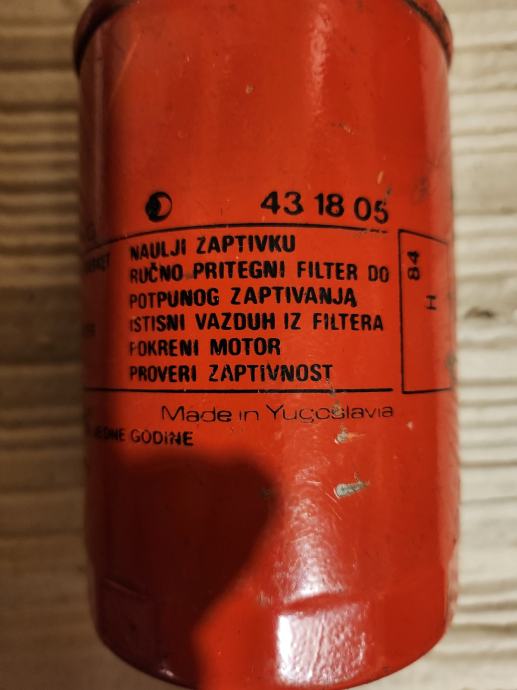 43 18 05
NAULJI ZAPTIVKU
RUČNO PRITEGNI FILTER DO
POTPUNOG ZAPTIVANJA
ISTISNI VAZDUH IZ FILTERA
POKRENI MOTOR
PROVERI ZAPTIVNOST
84
H
Made in Yugoslavia
JEDNE GODINE